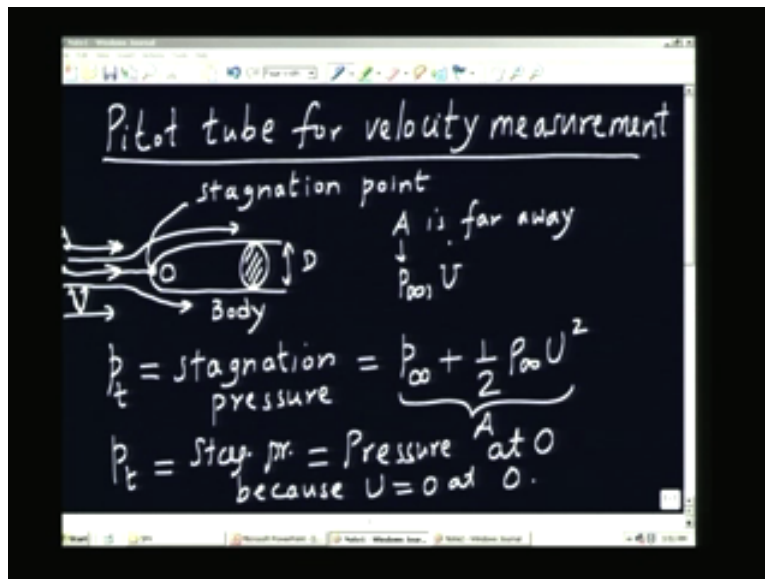 Pitot tube for velocity measurement
stagnation point
A is far away
P∞, U
O
D
U
Body
Pt = stagnation pressure = P∞ + 1/2 ρ∞ U²
A
Pt = Stag. pr. = Pressure at O
because U = 0 at O.